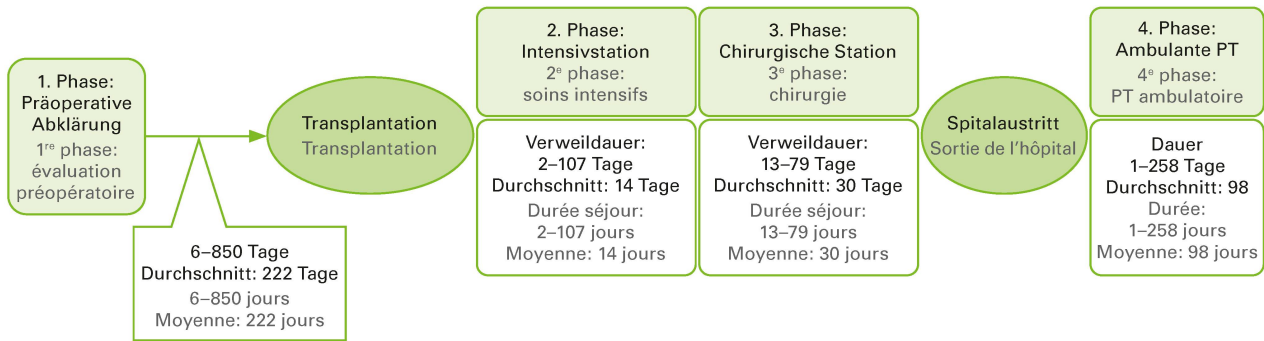 1. Phase:
Präoperative
Abklärung
1re phase:
évaluation
préopératoire
6–850 Tage
Durchschnitt: 222 Tage
6–850 jours
Moyenne: 222 jours
Transplantation
Transplantation
2. Phase:
Intensivstation
2e phase:
soins intensifs
Verweildauer:
2–107 Tage
Durchschnitt: 14 Tage
Durée séjour:
2–107 jours
Moyenne: 14 jours
3. Phase:
Chirurgische Station
3e phase:
chirurgie
Verweildauer:
13–79 Tage
Durchschnitt: 30 Tage
Durée séjour:
13–79 jours
Moyenne: 30 jours
Spitalaustritt
Sortie de l’hôpital
4. Phase:
Ambulante PT
4e phase:
PT ambulatoire
Dauer
1–258 Tage
Durchschnitt: 98
Durée:
1–258 jours
Moyenne: 98 jours